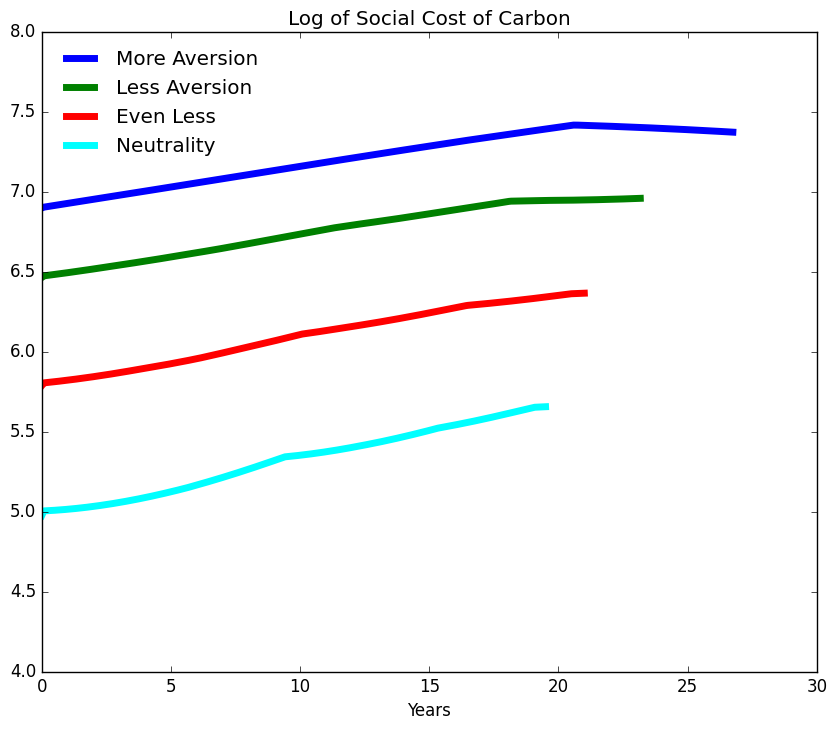 Log of Social Cost of Carbon
8.0
7.5
7.0
6.5
6.0
5.5
5.0
4.5
4.0
More Aversion
Less Aversion
Even Less
Neutrality
0 5 10 15 20 25 30
Years